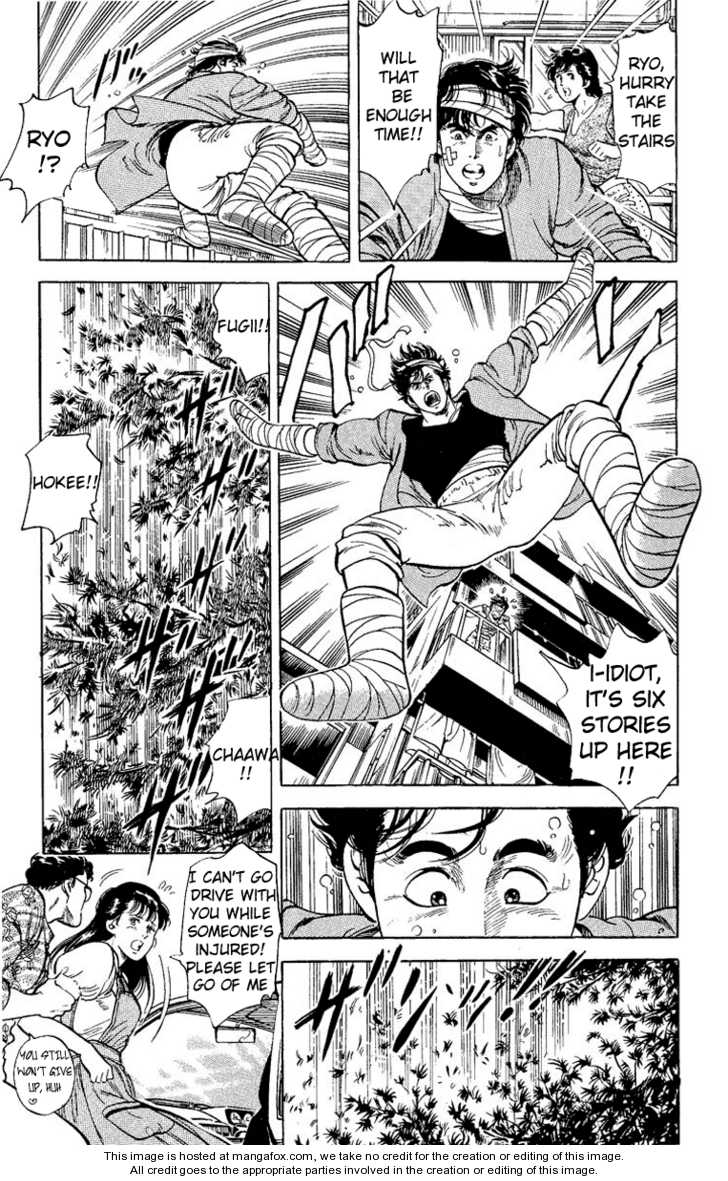 RYO,
HURRY
TAKE
THE
STAIRS
WILL
THAT
BE
ENOUGH
TIME!!
RYO
!?
I-IDIOT,
IT'S SIX
STORIES
UP HERE
!!
FUGII!!
HOKEE!!
CHAAWA
!!
I CAN'T GO
DRIVE WITH
YOU WHILE
SOMEONE'S
INJURED!
PLEASE LET
GO OF ME
YOU STILL
WON'T GIVE
UP, HUH
This image is hosted at mangafox.com, we take no credit for the creation or editing of this image.
All credit goes to the appropriate parties involved in the creation or editing of this image.